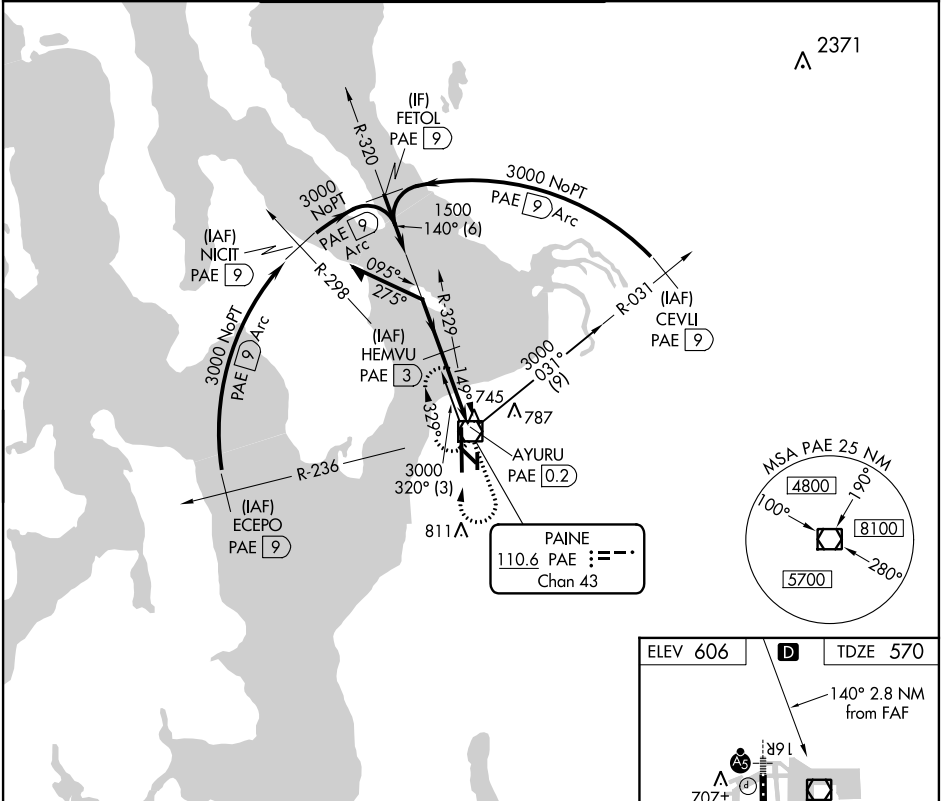 2371
(IF)
FETOL
PAE 9
R-320
3000
NoPT
PAE 9
Arc
3000 NoPT
PAE 9 Arc
1500
140° (6)
(IAF)
NICIT
PAE 9
R-298
095°
275°
R-329
R-031
(IAF)
CEVLI
PAE 9
3000 NoPT
PAE 9 Arc
(IAF)
HEMVU
PAE 3
3000
031°
(9)
149°
329°
745
787
AYURU
PAE 0.2
R-236
3000
320° (3)
(IAF)
ECEPO
PAE 9
811
PAINE
110.6 PAE
Chan 43
MSA PAE 25 NM
4800
190°
100°
8100
280°
5700
ELEV 606
D
TDZE 570
140° 2.8 NM
from FAF
16R
A5
P
707±